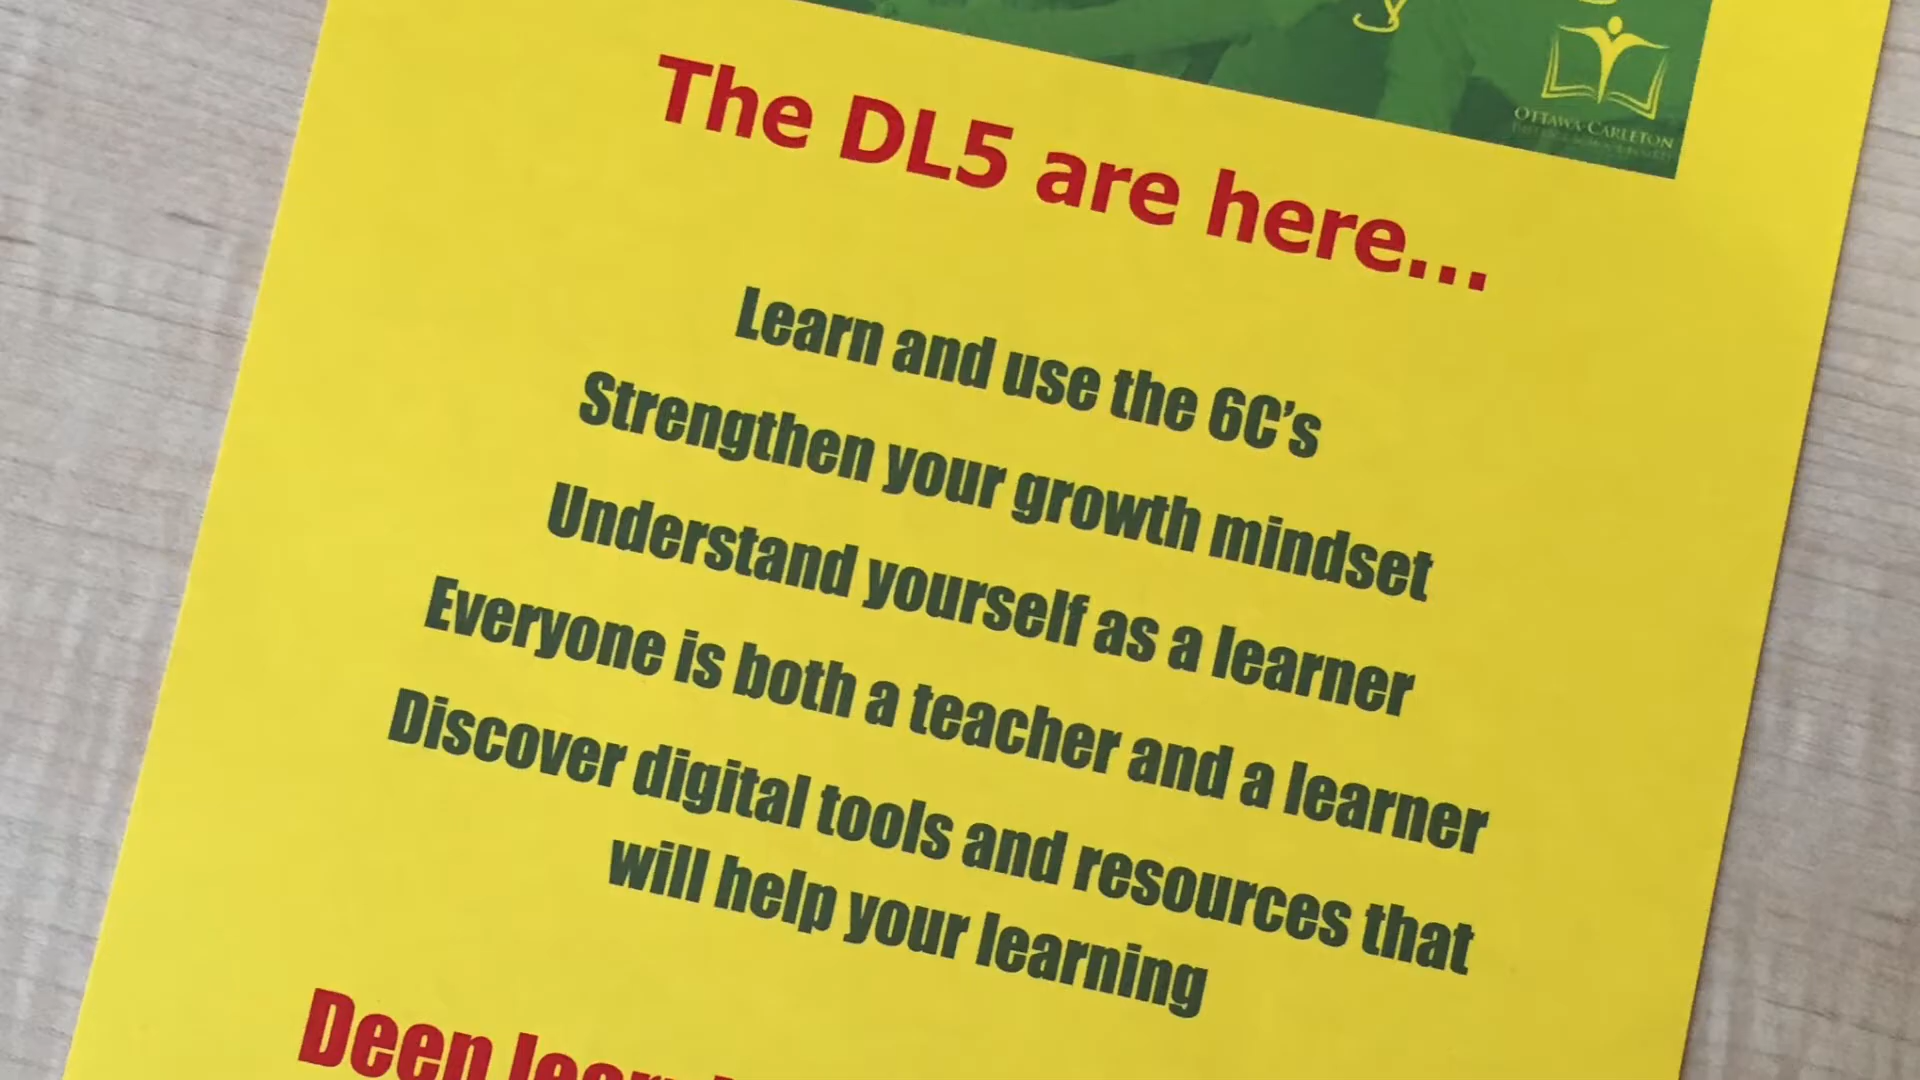 OTTAWA-CARLETON
The DL5 are here...
Learn and use the 6C's
Strengthen your growth mindset
Understand yourself as a learner
Everyone is both a teacher and a learner
Discover digital tools and resources that
will help your learning
Deep